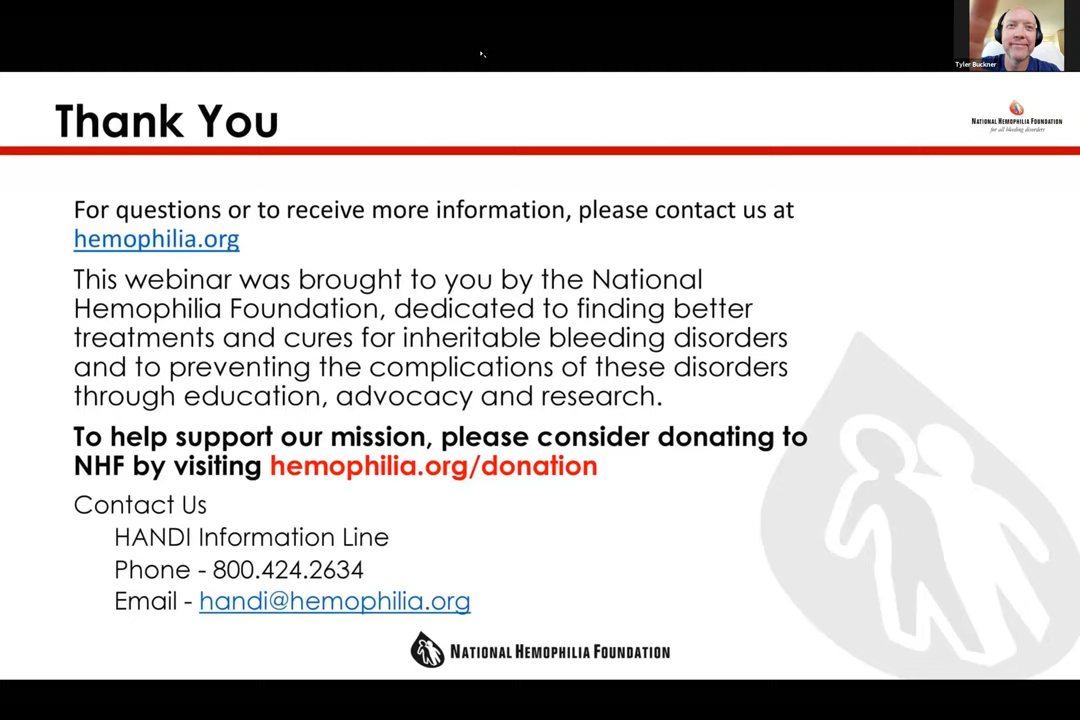 Tyler Buckner
Thank You
NATIONAL HEMOPHILIA FOUNDATION
for all bleeding disorders
For questions or to receive more information, please contact us at
hemophilia.org
This webinar was brought to you by the National
Hemophilia Foundation, dedicated to finding better
treatments and cures for inheritable bleeding disorders
and to preventing the complications of these disorders
through education, advocacy and research.
To help support our mission, please consider donating to
NHF by visiting hemophilia.org/donation
Contact Us
HANDI Information Line
Phone - 800.424.2634
Email - handi@hemophilia.org
NATIONAL HEMOPHILIA FOUNDATION